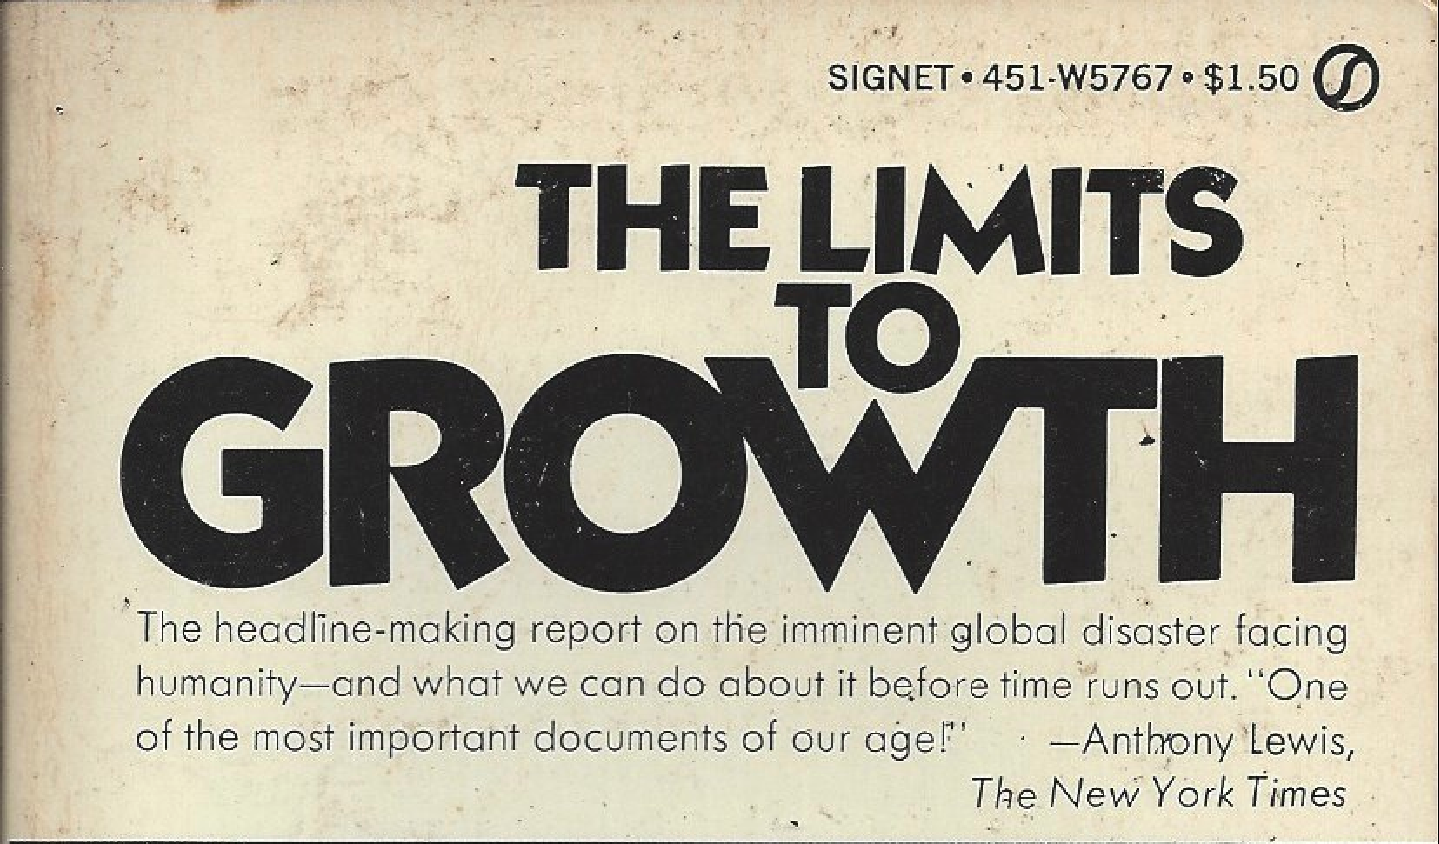 SIGNET • 451-W5767 • $1.50
THE LIMITS
TO
GROWTH
The headline-making report on the imminent global disaster facing
humanity—and what we can do about it before time runs out. "One
of the most important documents of our age!" —Anthony Lewis,
The New York Times